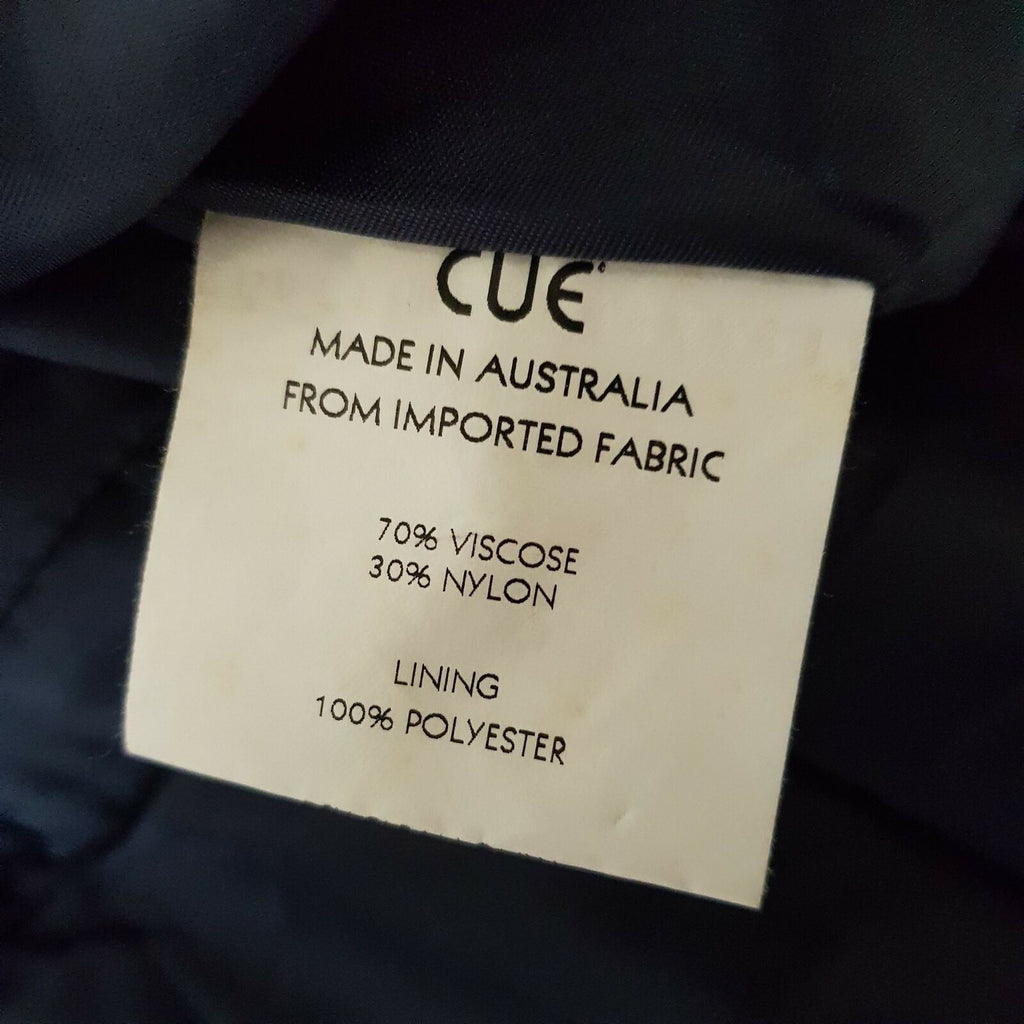 CUE
MADE IN AUSTRALIA
FROM IMPORTED FABRIC
70% VISCOSE
30% NYLON
LINING
100% POLYESTER